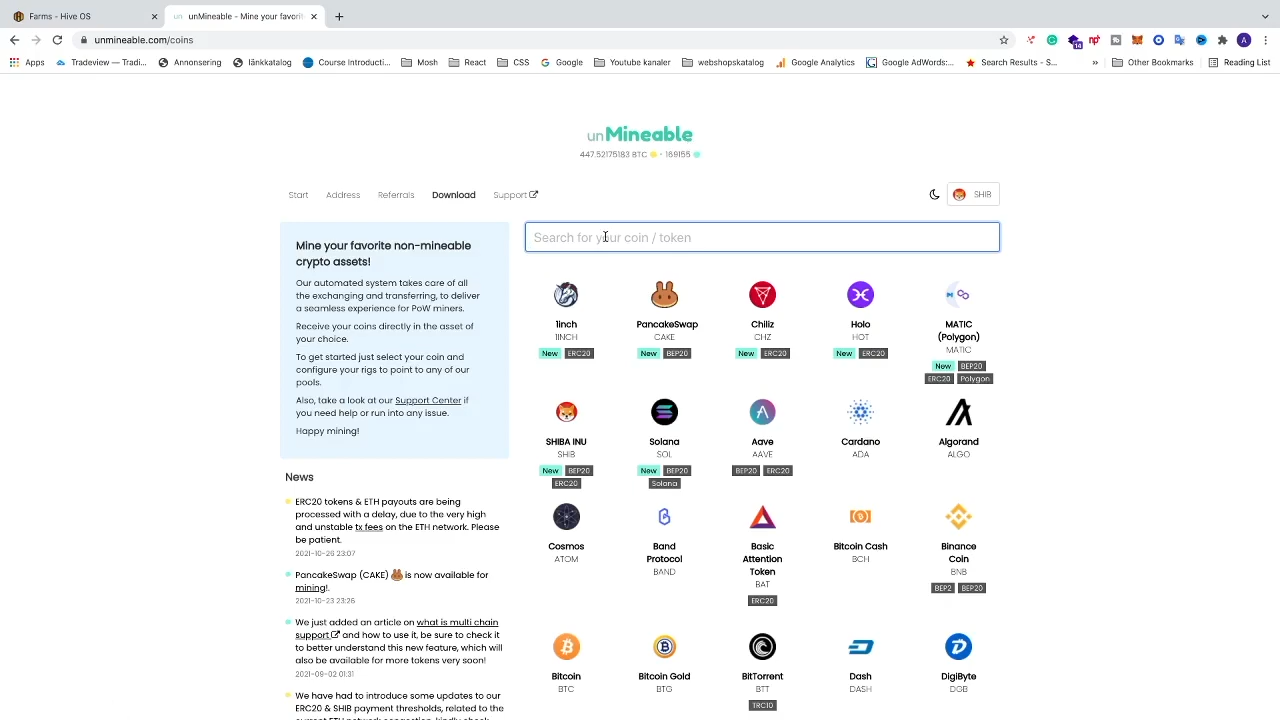 Farms - Hive OS
un unMineable - Mine your favorit
unmineable.com/coins
14
A
Apps
Tradeview — Tradi...
Annonsering
länkkatalog
Course Introducti...
Mosh
React
CSS
Google
Youtube kanaler
webshopskatalog
Google Analytics
Google AdWords:...
Search Results - S...
»
Other Bookmarks
Reading List
unMineable
447.52175183 BTC - 169155
Start
Address
Referrals
Download
Support
SHIB
Mine your favorite non-mineable
crypto assets!
Our automated system takes care of all
the exchanging and transferring, to deliver
a seamless experience for PoW miners.
Receive your coins directly in the asset of
your choice.
To get started just select your coin and
configure your rigs to point to any of our
pools.
Also, take a look at our Support Center if
you need help or run into any issue.
Happy mining!
News
ERC20 tokens & ETH payouts are being
processed with a delay, due to the very high
and unstable tx fees on the ETH network. Please
be patient.
2021-10-26 23:07
PancakeSwap (CAKE) is now available for
mining!.
2021-10-23 23:26
We just added an article on what is multi chain
support and how to use it, be sure to check it
to better understand this new feature, which will
also be available for more tokens very soon!
2021-09-02 01:31
We have had to introduce some updates to our
ERC20 & SHIB payment thresholds, related to the
current ETH network congestion, kindly check
Search for your coin / token
1inch
1INCH
New ERC20
PancakeSwap
CAKE
New BEP20
Chiliz
CHZ
New ERC20
Holo
HOT
New ERC20
MATIC
(Polygon)
MATIC
New BEP20
ERC20 Polygon
SHIBA INU
SHIB
New BEP20
ERC20
Solana
SOL
New BEP20
Solana
Aave
AAVE
BEP20 ERC20
Cardano
ADA
Algorand
ALGO
Cosmos
ATOM
Band
Protocol
BAND
Basic
Attention
Token
BAT
ERC20
Bitcoin Cash
BCH
Binance
Coin
BNB
BEP2 BEP20
Bitcoin
BTC
Bitcoin Gold
BTG
BitTorrent
BTT
TRC10
Dash
DASH
DigiByte
DGB